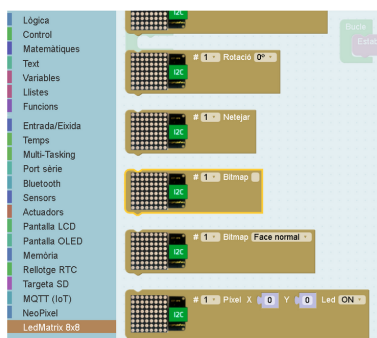 Lògica
Control
Matemàtiques
Text
Variables
Llistes
Funcions
Entrada/Eixida
Temps
Multi-Tasking
Port sèrie
Bluetooth
Sensors
Actuadors
Pantalla LCD
Pantalla OLED
Memòria
Rellotge RTC
Targeta SD
MQTT (IoT)
NeoPixel
LedMatrix 8x8
I2C
Bucle
# 1 Rotació 0º
I2C
# 1 Netejar
I2C
# 1 Bitmap
I2C
# 1 Bitmap Face normal
I2C
# 1 Píxel X 0 Y 0 Led ON
I2C